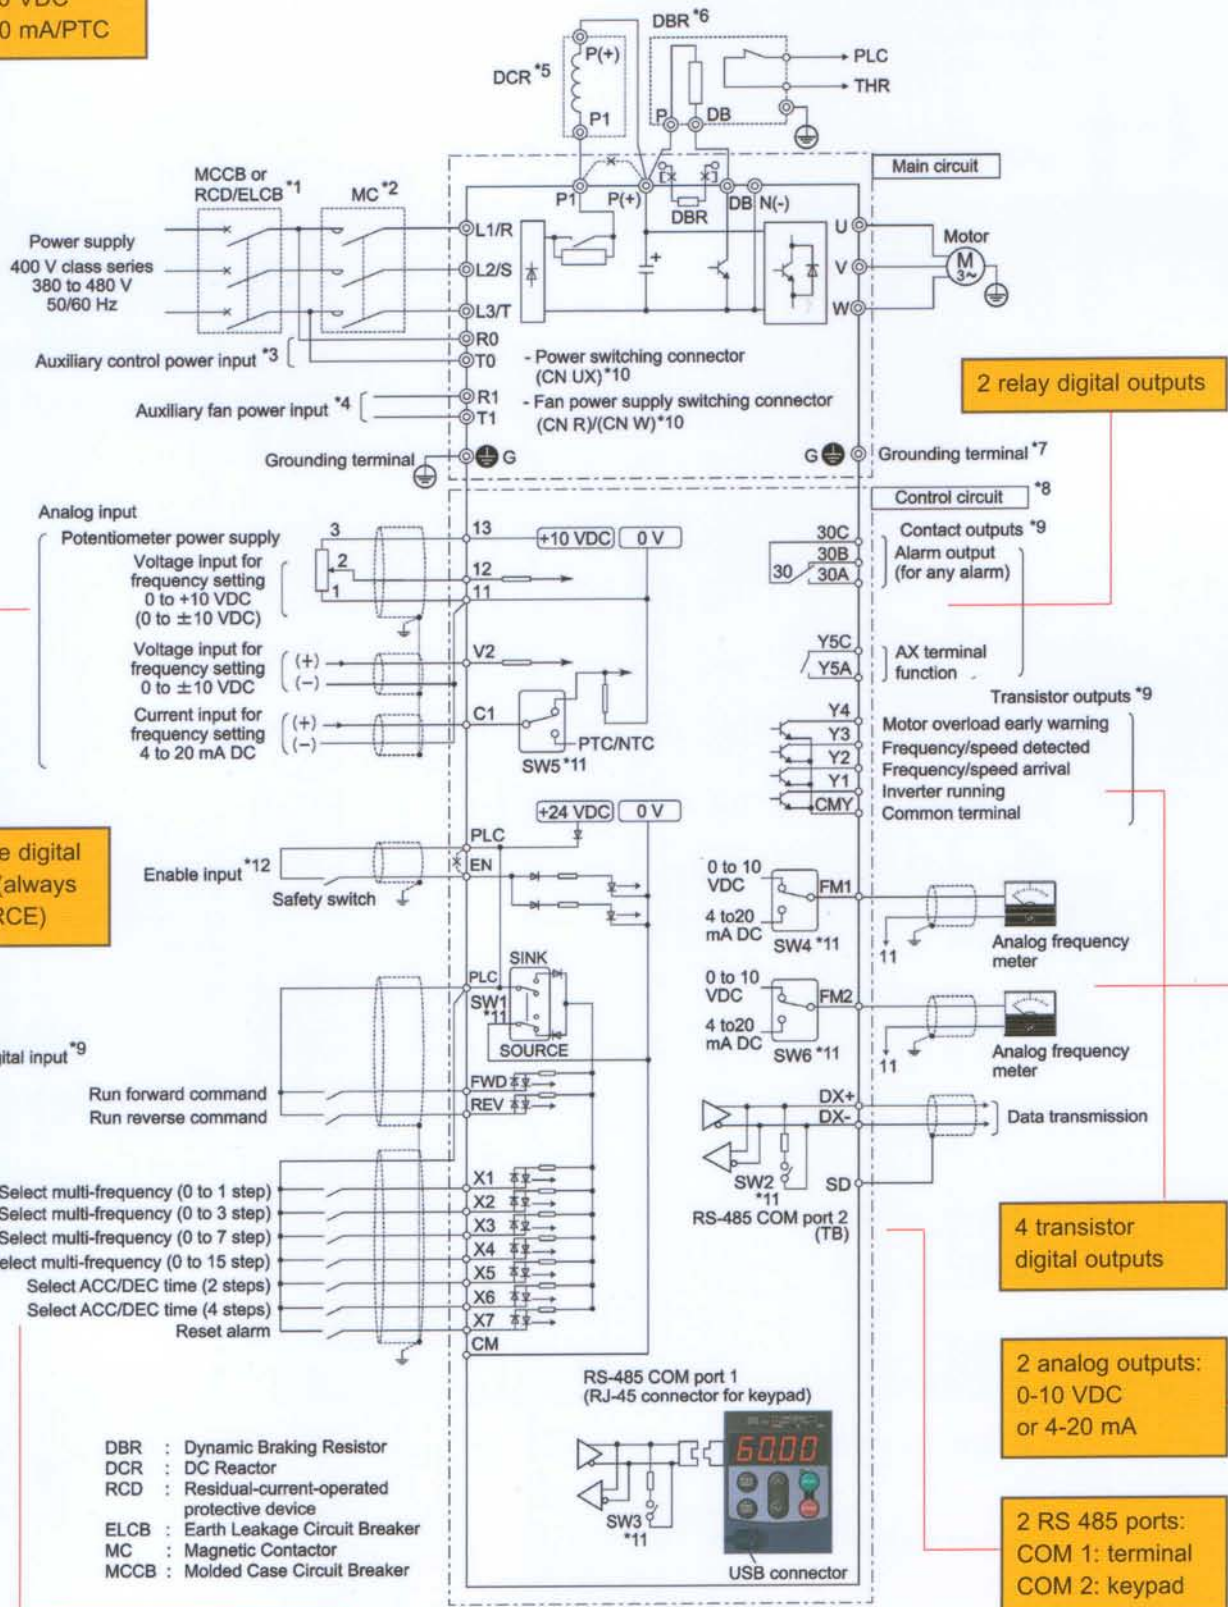 0 VDC
0 mA/PTC
DBR *6
DCR *5
P(+)
P1
P
DB
PLC
THR
Main circuit
MCCB or
RCD/ELCB *1
MC *2
P1
P(+)
DBR
DB
N(-)
Power supply
400 V class series
380 to 480 V
50/60 Hz
L1/R
L2/S
L3/T
U
V
W
Motor
M
3~
Auxiliary control power input *3
R0
T0
- Power switching connector
(CN UX)*10
Auxiliary fan power input *4
R1
T1
- Fan power supply switching connector
(CN R)/(CN W)*10
2 relay digital outputs
Grounding terminal
G
G
Grounding terminal *7
Control circuit *8
Analog input
Potentiometer power supply
3
13
+10 VDC
0 V
Voltage input for
frequency setting
0 to +10 VDC
(0 to ±10 VDC)
2
12
1
11
30C
30B
30
30A
Contact outputs *9
Alarm output
(for any alarm)
Voltage input for
frequency setting
0 to ±10 VDC
(+)
(−)
V2
Y5C
Y5A
AX terminal
function
Current input for
frequency setting
4 to 20 mA DC
(+)
(−)
C1
PTC/NTC
SW5*11
Transistor outputs *9
Y4
Motor overload early warning
Y3
Frequency/speed detected
Y2
Frequency/speed arrival
Y1
Inverter running
CMY
Common terminal
e digital
(always
RCE)
+24 VDC
0 V
Enable input *12
PLC
EN
Safety switch
0 to 10
VDC
4 to20
mA DC
FM1
SW4 *11
11
Analog frequency
meter
PLC
SINK
SW1
*11
SOURCE
0 to 10
VDC
4 to20
mA DC
FM2
SW6 *11
11
Analog frequency
meter
gital input *9
Run forward command
FWD
Run reverse command
REV
DX+
DX-
Data transmission
SW2
*11
SD
RS-485 COM port 2
(TB)
Select multi-frequency (0 to 1 step)
X1
Select multi-frequency (0 to 3 step)
X2
Select multi-frequency (0 to 7 step)
X3
elect multi-frequency (0 to 15 step)
X4
Select ACC/DEC time (2 steps)
X5
Select ACC/DEC time (4 steps)
X6
Reset alarm
X7
CM
4 transistor
digital outputs
2 analog outputs:
0-10 VDC
or 4-20 mA
RS-485 COM port 1
(RJ-45 connector for keypad)
60.00
SW3
*11
USB connector
DBR : Dynamic Braking Resistor
DCR : DC Reactor
RCD : Residual-current-operated
protective device
ELCB : Earth Leakage Circuit Breaker
MC : Magnetic Contactor
MCCB : Molded Case Circuit Breaker
2 RS 485 ports:
COM 1: terminal
COM 2: keypad